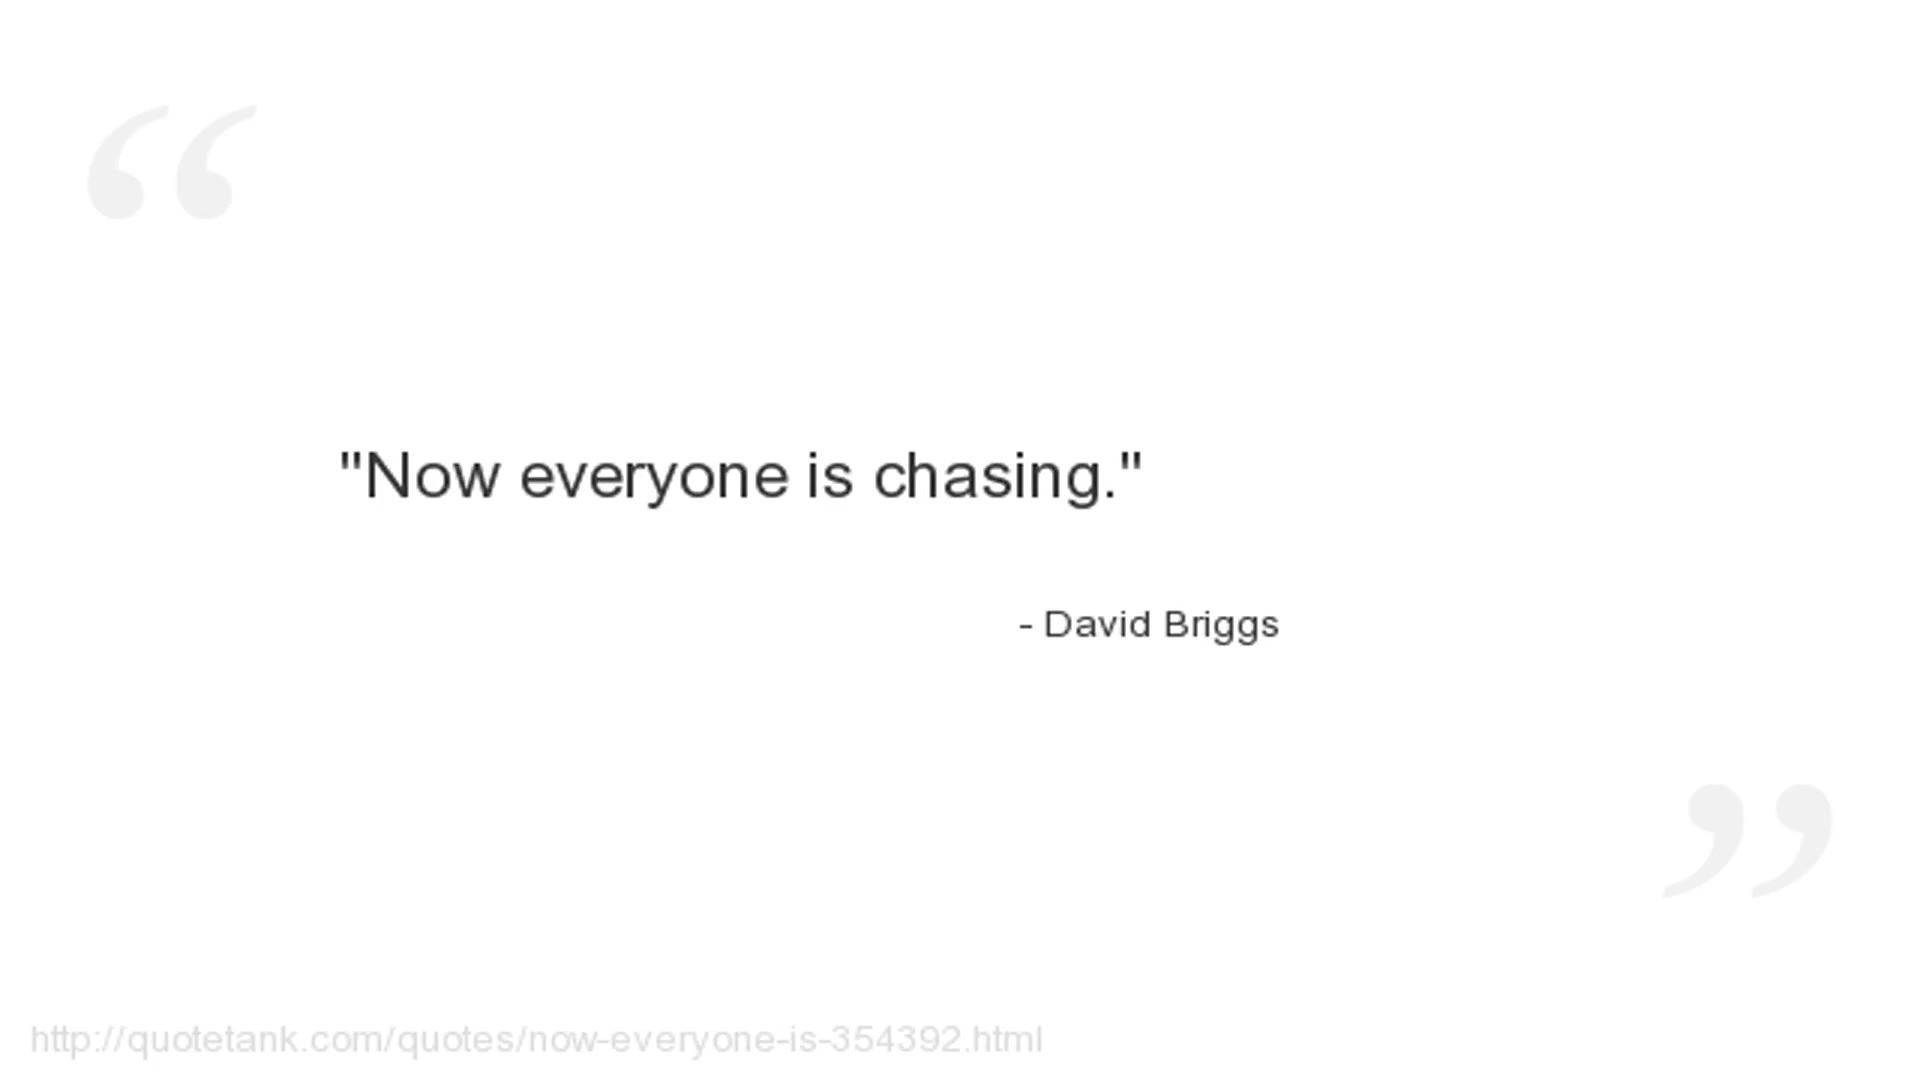 "Now everyone is chasing."
- David Briggs
http://quotetank.com/quotes/now-everyone-is-354392.html